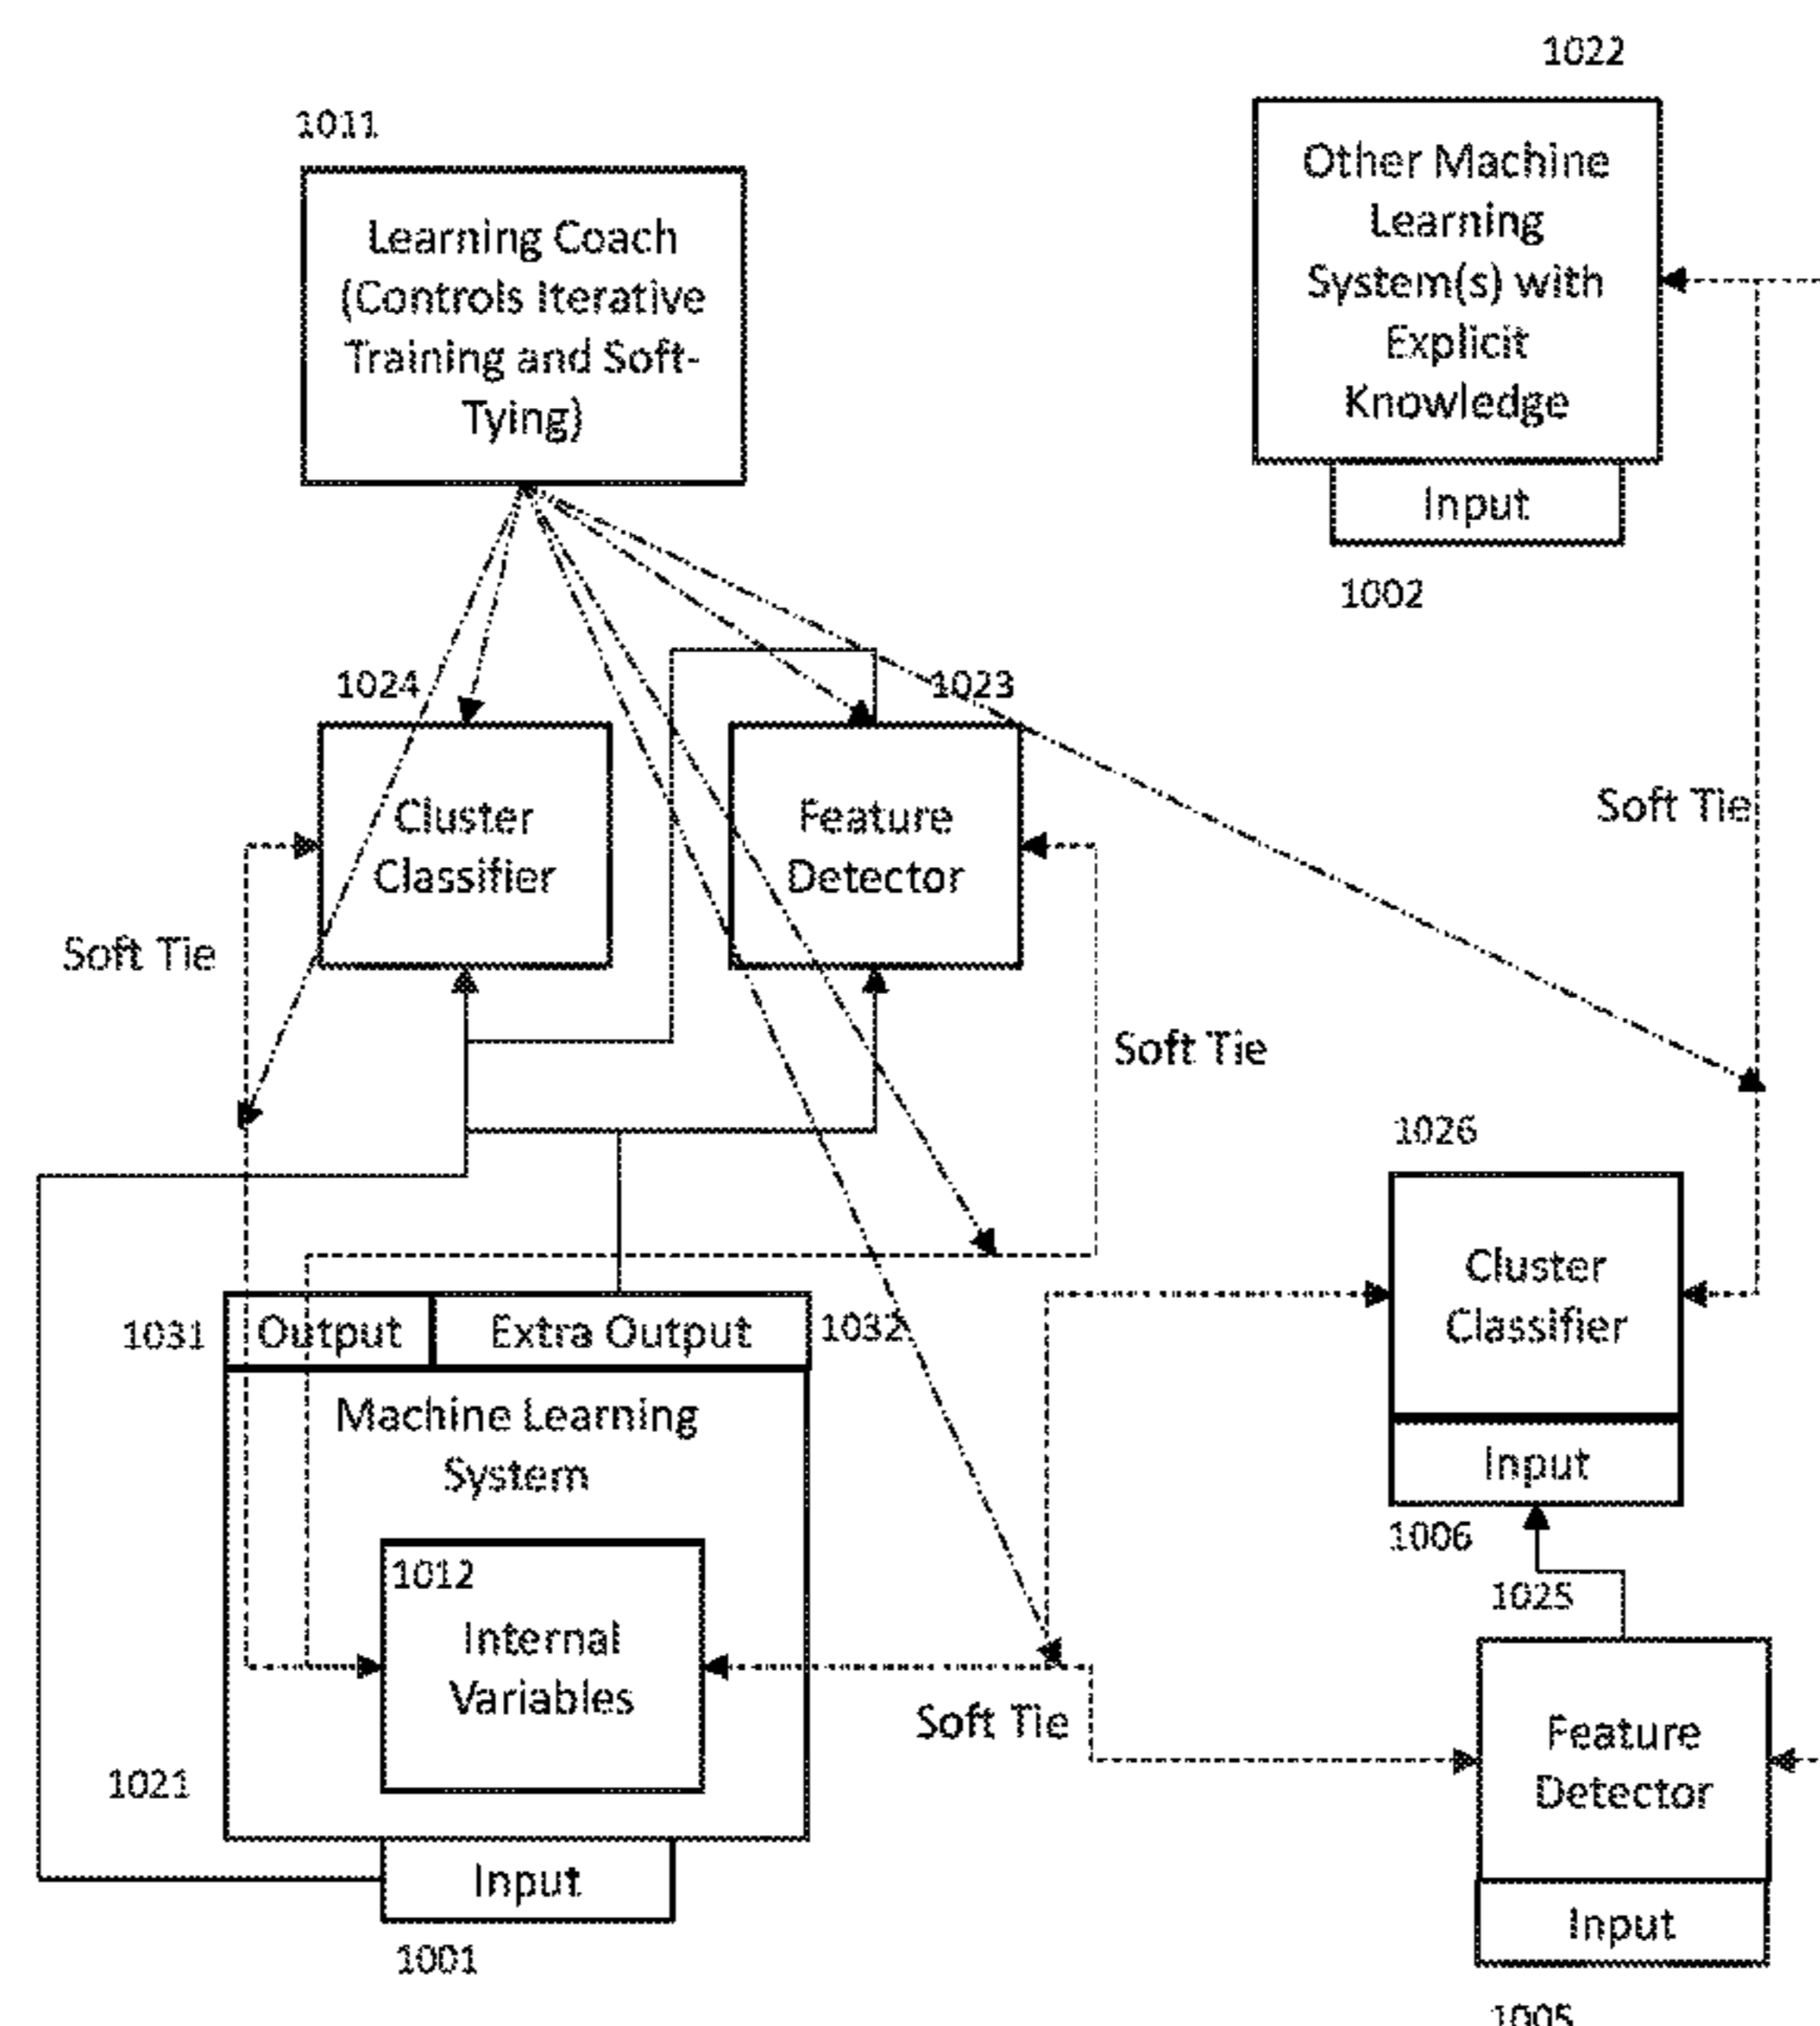 1022
1011
Other Machine
Learning
System(s) with
Explicit
Knowledge
Input
1002
Learning Coach
(Controls Iterative
Training and Soft-
Tying)
1024
1023
Cluster
Classifier
Feature
Detector
Soft Tie
Soft Tie
Soft Tie
1026
Cluster
Classifier
Input
1006
1031
Output
Extra Output
1032
Machine Learning
System
1012
Internal
Variables
Soft Tie
1025
Feature
Detector
Input
1005
1021
Input
1001